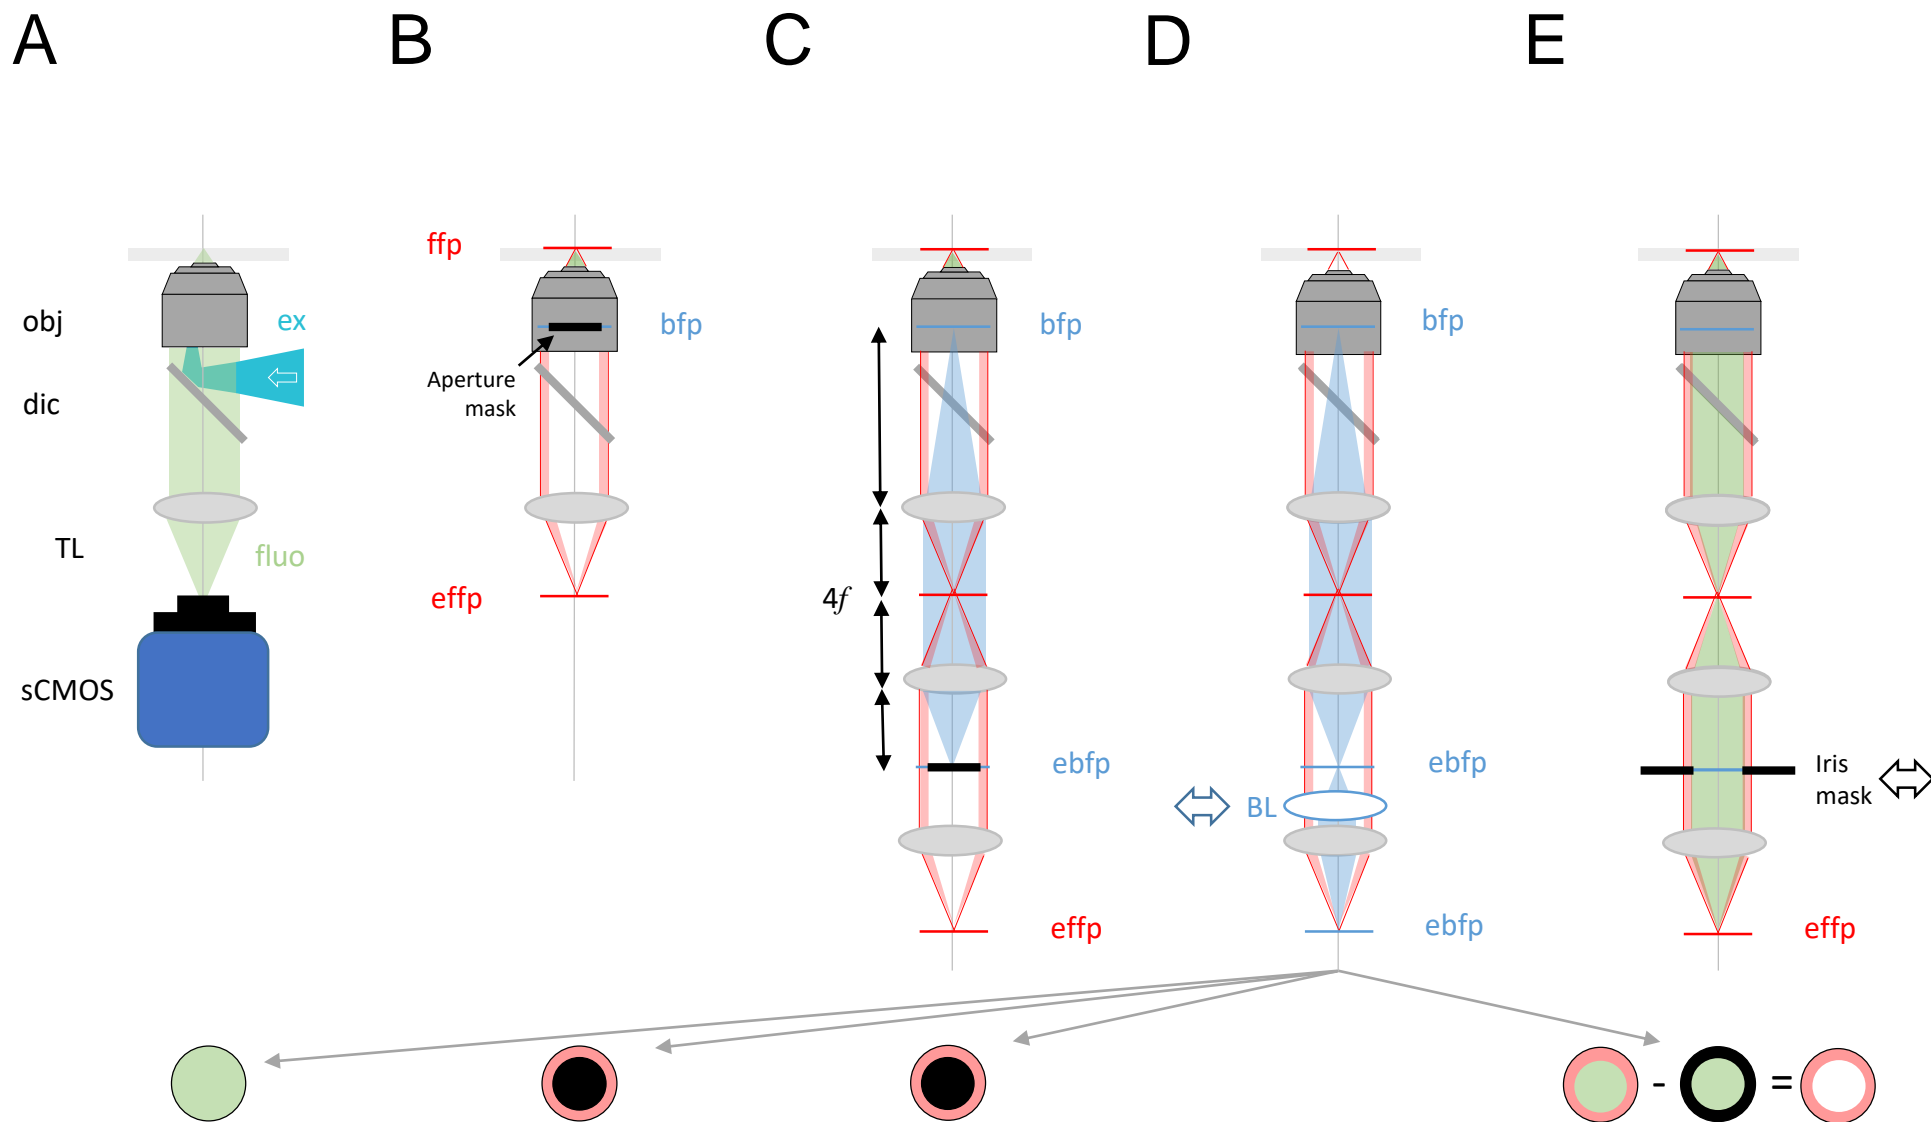 A B C D E
ffp
obj
ex
bfp
bfp
bfp
Aperture
mask
dic
TL
fluo
effp
4f
sCMOS
ebfp
ebfp
Iris
mask
BL
effp
ebfp
effp
- =